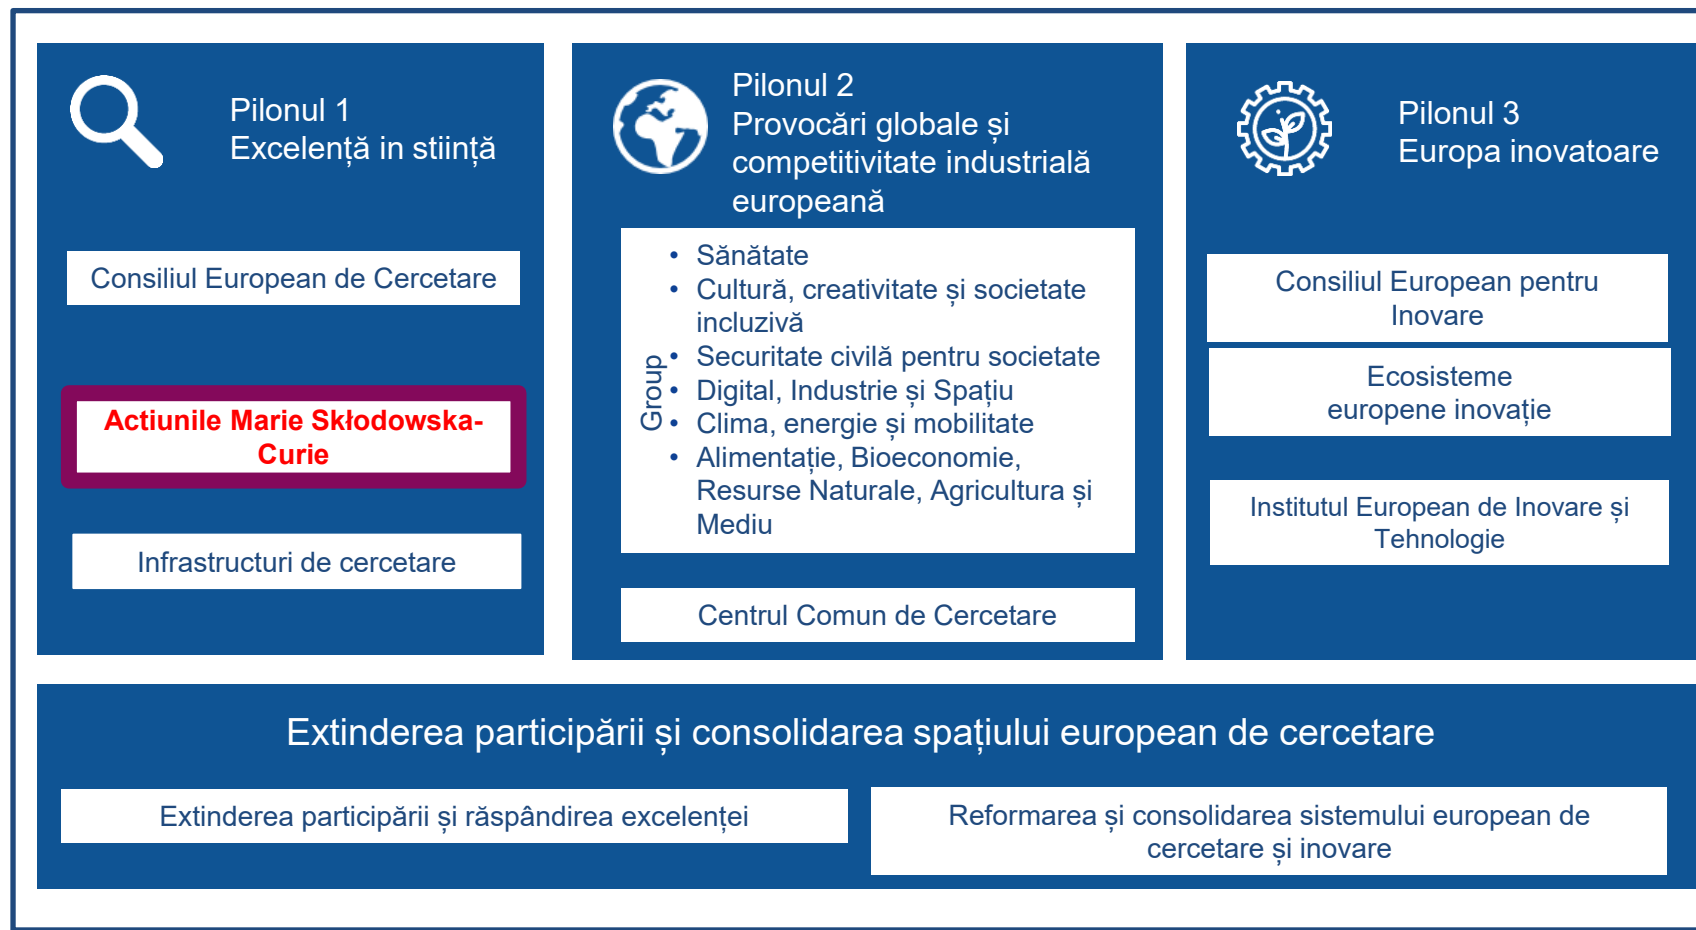 Pilonul 1
Excelență in stiință
Consiliul European de Cercetare
Actiunile Marie Skłodowska-
Curie
Infrastructuri de cercetare
Pilonul 2
Provocări globale și
competitivitate industrială
europeană
Group
• Sănătate
• Cultură, creativitate și societate
incluzivă
• Securitate civilă pentru societate
• Digital, Industrie și Spațiu
• Clima, energie și mobilitate
• Alimentație, Bioeconomie,
Resurse Naturale, Agricultura și
Mediu
Centrul Comun de Cercetare
Pilonul 3
Europa inovatoare
Consiliul European pentru
Inovare
Ecosisteme
europene inovație
Institutul European de Inovare și
Tehnologie
Extinderea participării și consolidarea spațiului european de cercetare
Extinderea participării și răspândirea excelenței
Reformarea și consolidarea sistemului european de
cercetare și inovare